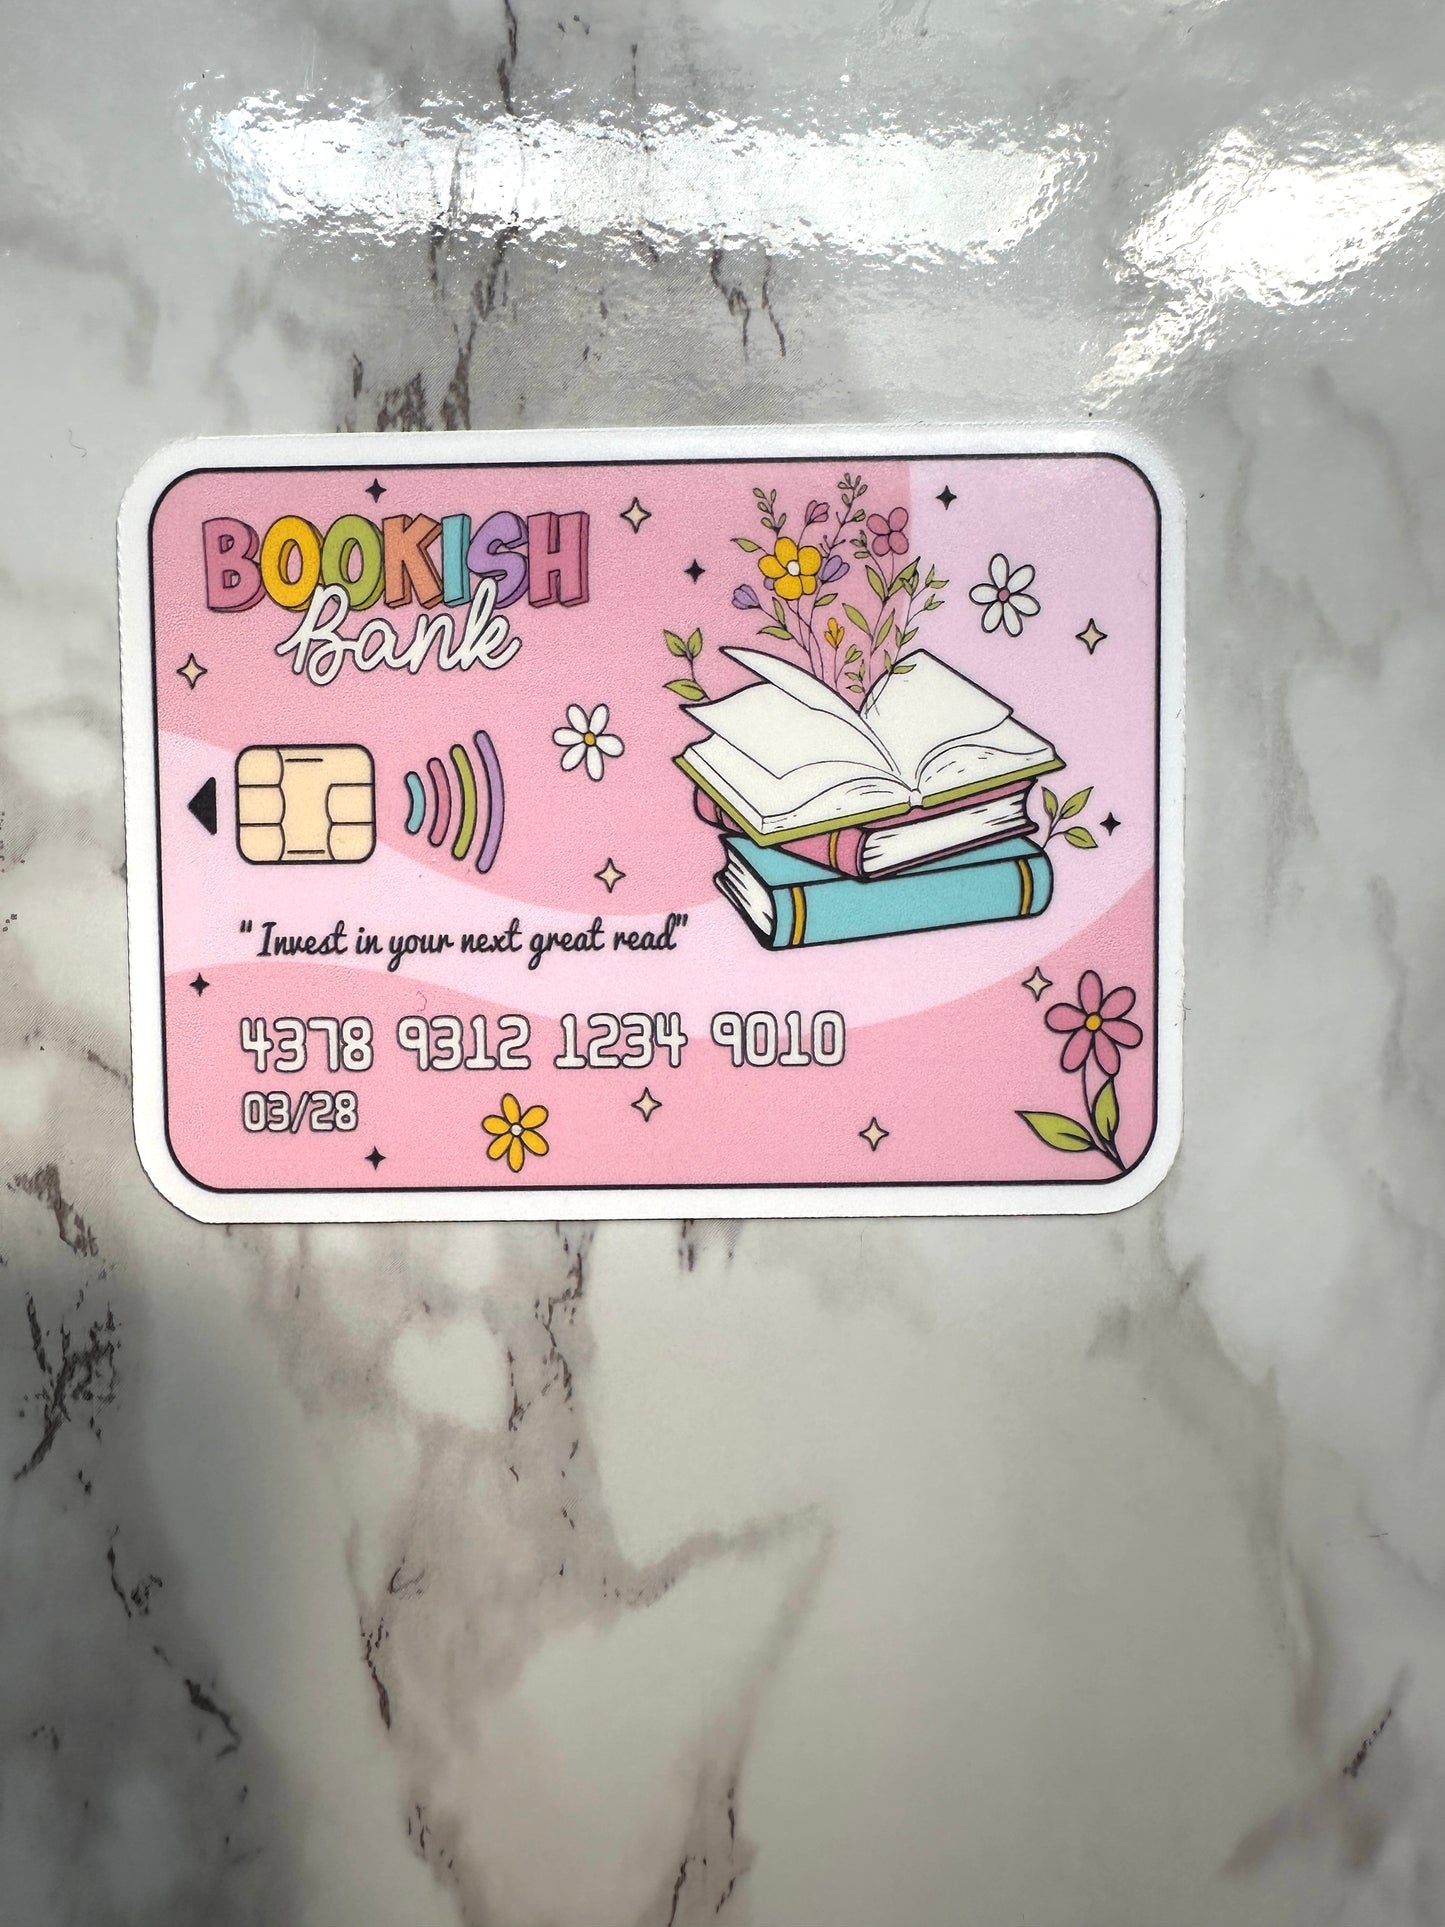 BOOKISH
Bank
"Invest in your next great read"
4378 9312 1234 9010
03/28